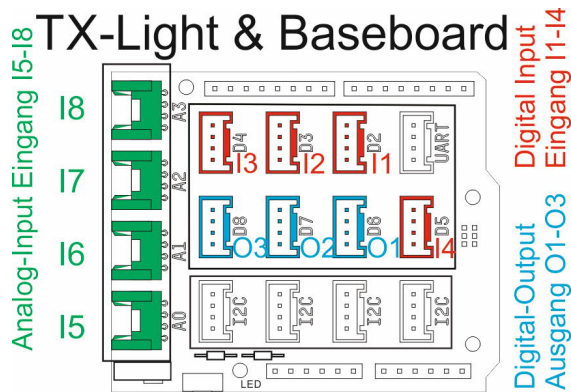 TX-Light & Baseboard
Analog-Input Eingang I5-I8
I8
A3
I7
A2
I6
A1
I5
A0
D4
I3
D3
I2
D2
I1
UART
D8
O3
D7
O2
D6
O1
D5
I4
I2C
I2C
I2C
I2C
LED
Digital Input
Eingang I1-I4
Digital-Output
Ausgang O1-O3